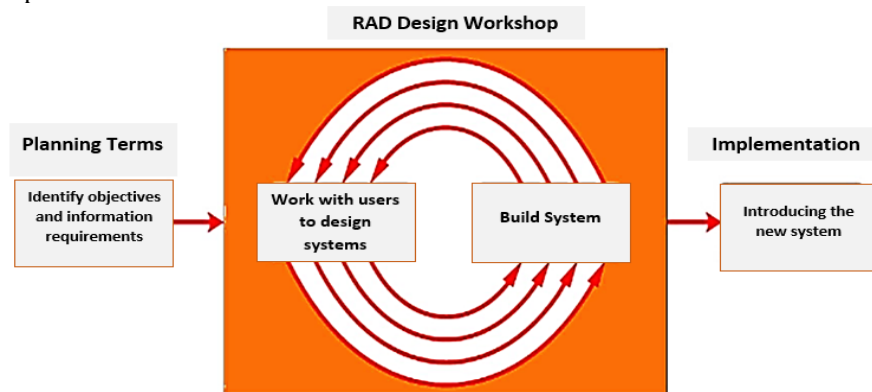 RAD Design Workshop
Planning Terms
Identify objectives
and information
requirements
Work with users
to design
systems
Build System
Implementation
Introducing the
new system